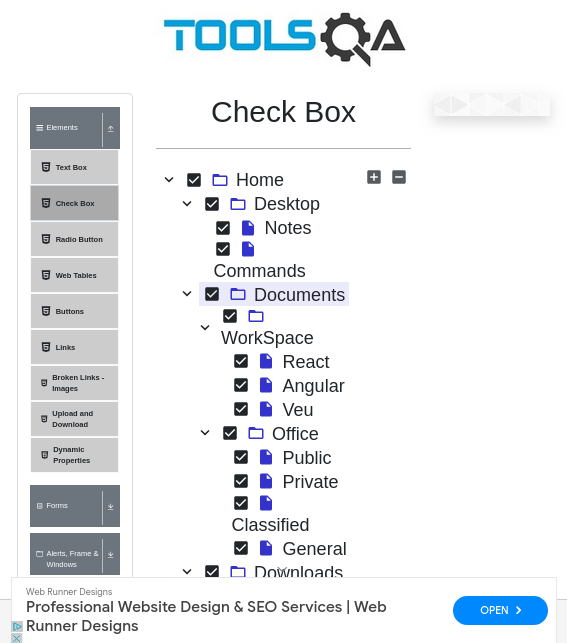 TOOLSQA
Check Box
Elements
Text Box
Check Box
Radio Button
Web Tables
Buttons
Links
Broken Links -
Images
Upload and
Download
Dynamic
Properties
Forms
Alerts, Frame &
Windows
Home
Desktop
Notes
Commands
Documents
WorkSpace
React
Angular
Veu
Office
Public
Private
Classified
General
Downloads
Web Runner Designs
Professional Website Design & SEO Services | Web
Runner Designs
OPEN